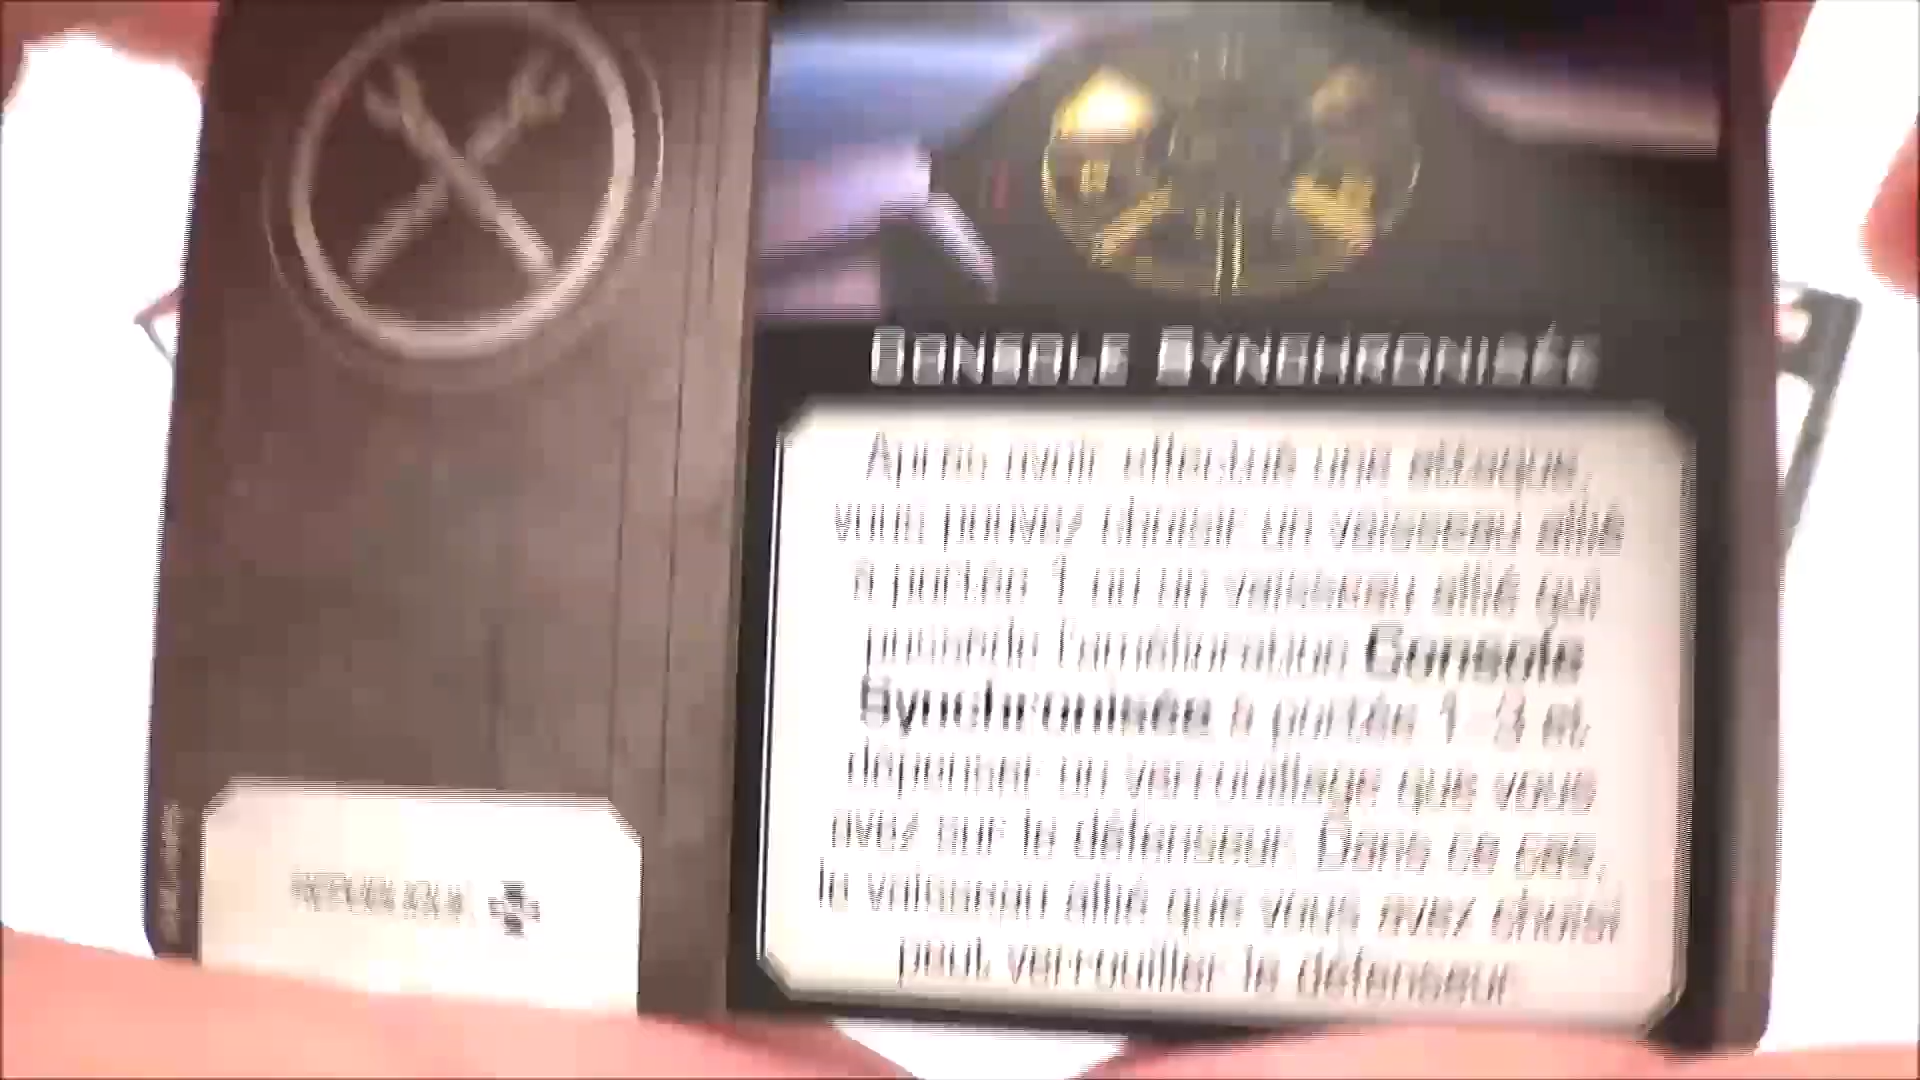 Console Synchronisée
Après avoir effectué une attaque,
vous pouvez choisir un vaisseau allié
à portée 1 ou un vaisseau allié qui
possède l'amélioration Console
Synchronisée à portée 1-3 et
dépenser un verrouillage que vous
avez sur le défenseur. Dans ce cas,
le vaisseau allié que vous avez choisi
peut verrouiller le défenseur.
RÉPUBLIQUE